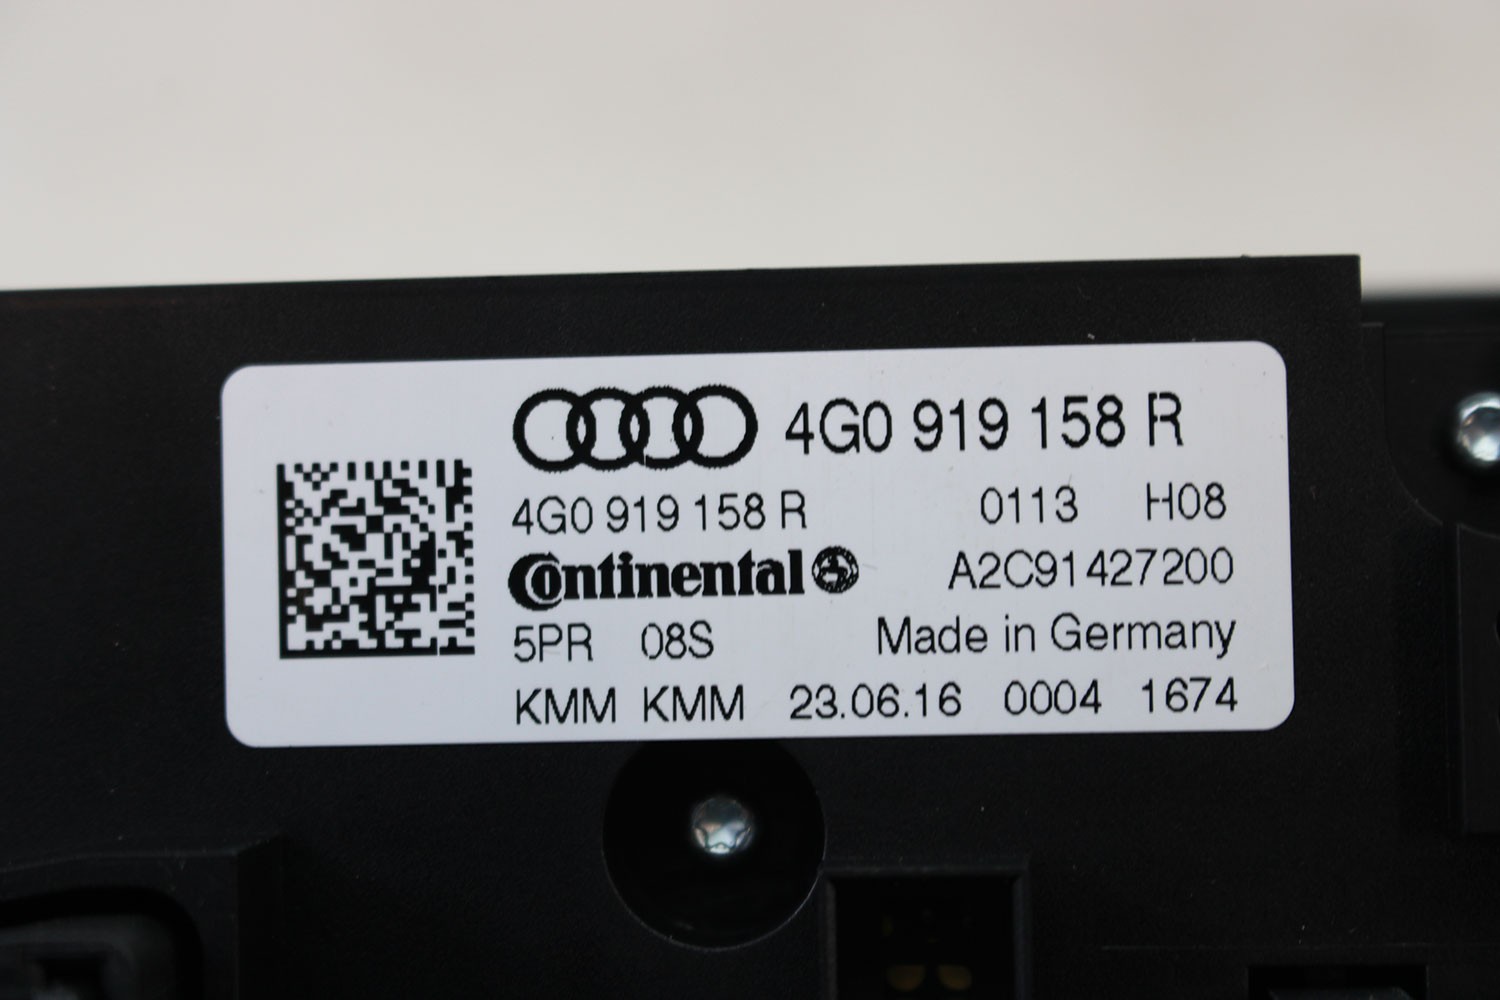 4G0 919 158 R
4G0 919 158 R 0113 H08
Continental A2C91427200
5PR 08S Made in Germany
KMM KMM 23.06.16 0004 1674